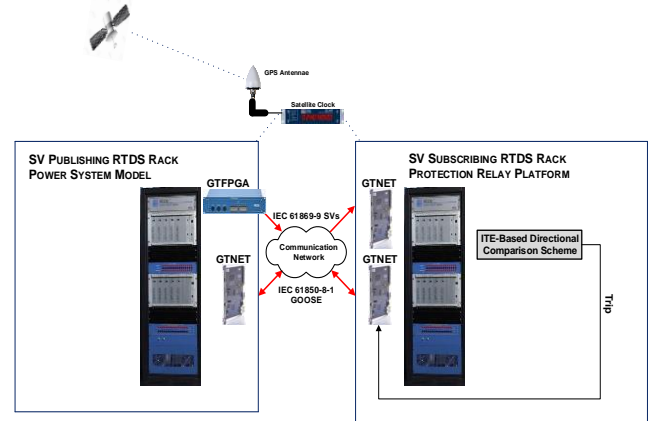 GPS Antennae
Satellite Clock
SV PUBLISHING RTDS RACK
POWER SYSTEM MODEL
GTFPGA
GTNET
IEC 61869-9 SVs
Communication
Network
IEC 61850-8-1
GOOSE
SV SUBSCRIBING RTDS RACK
PROTECTION RELAY PLATFORM
GTNET
GTNET
ITE-Based Directional
Comparison Scheme
Trip